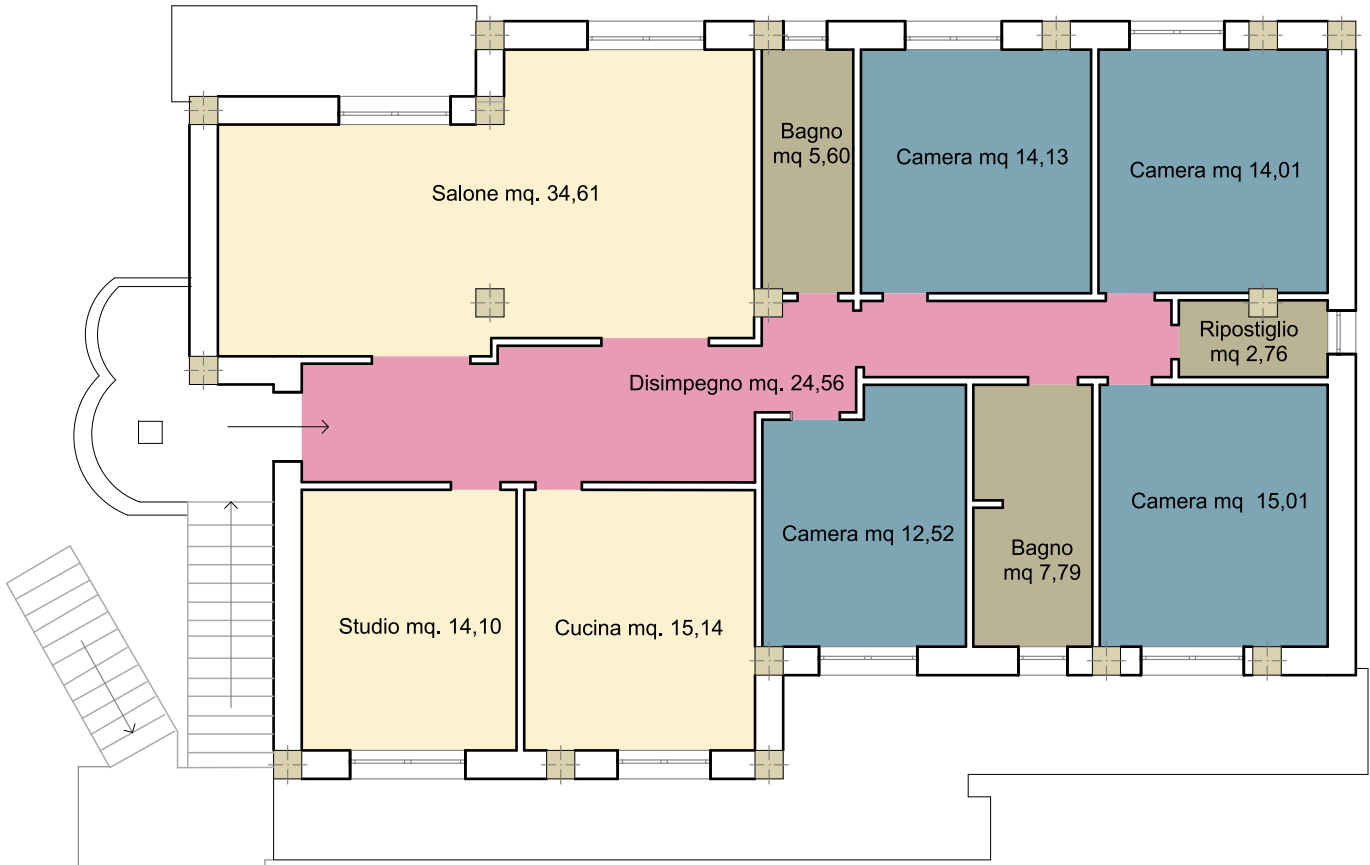 Bagno
mq 5,60
Camera mq 14,13
Camera mq 14,01
Salone mq. 34,61
Ripostiglio
mq 2,76
Disimpegno mq. 24,56
Camera mq 12,52
Bagno
mq 7,79
Camera mq 15,01
Studio mq. 14,10
Cucina mq. 15,14